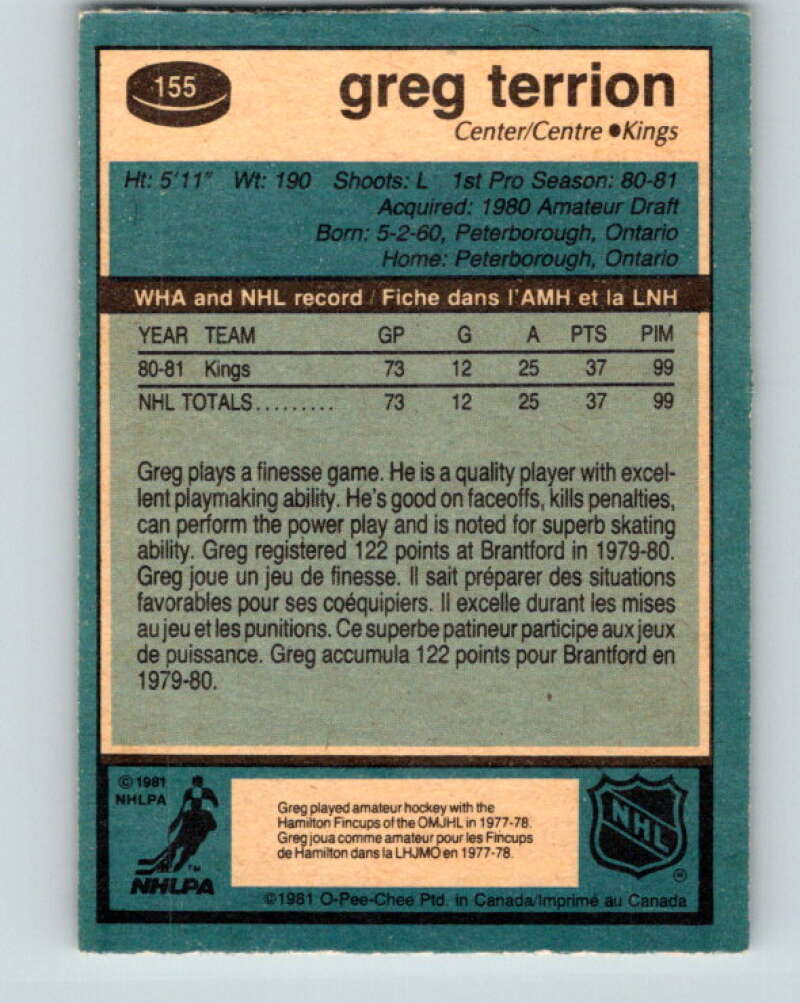 155
greg terrion
Center/Centre •Kings
Ht: 5'11" Wt: 190 Shoots: L 1st Pro Season: 80-81
Acquired: 1980 Amateur Draft
Born: 5-2-60, Peterborough, Ontario
Home: Peterborough, Ontario
WHA and NHL record / Fiche dans l'AMH et la LNH
YEAR TEAM GP G A PTS PIM
80-81 Kings 73 12 25 37 99
NHL TOTALS......... 73 12 25 37 99
Greg plays a finesse game. He is a quality player with excel-
lent playmaking ability. He's good on faceoffs, kills penalties,
can perform the power play and is noted for superb skating
ability. Greg registered 122 points at Brantford in 1979-80.
Greg joue un jeu de finesse. Il sait préparer des situations
favorables pour ses coéquipiers. Il excelle durant les mises
au jeu et les punitions. Ce superbe patineur participe aux jeux
de puissance. Greg accumula 122 points pour Brantford en
1979-80.
© 1981
NHLPA
TM
NHLPA
Greg played amateur hockey with the
Hamilton Fincups of the OMJHL in 1977-78.
Greg joua comme amateur pour les Fincups
de Hamilton dans la LHJMO en 1977-78.
NHL
©1981 O-Pee-Chee Ptd. in Canada/Imprimé au Canada